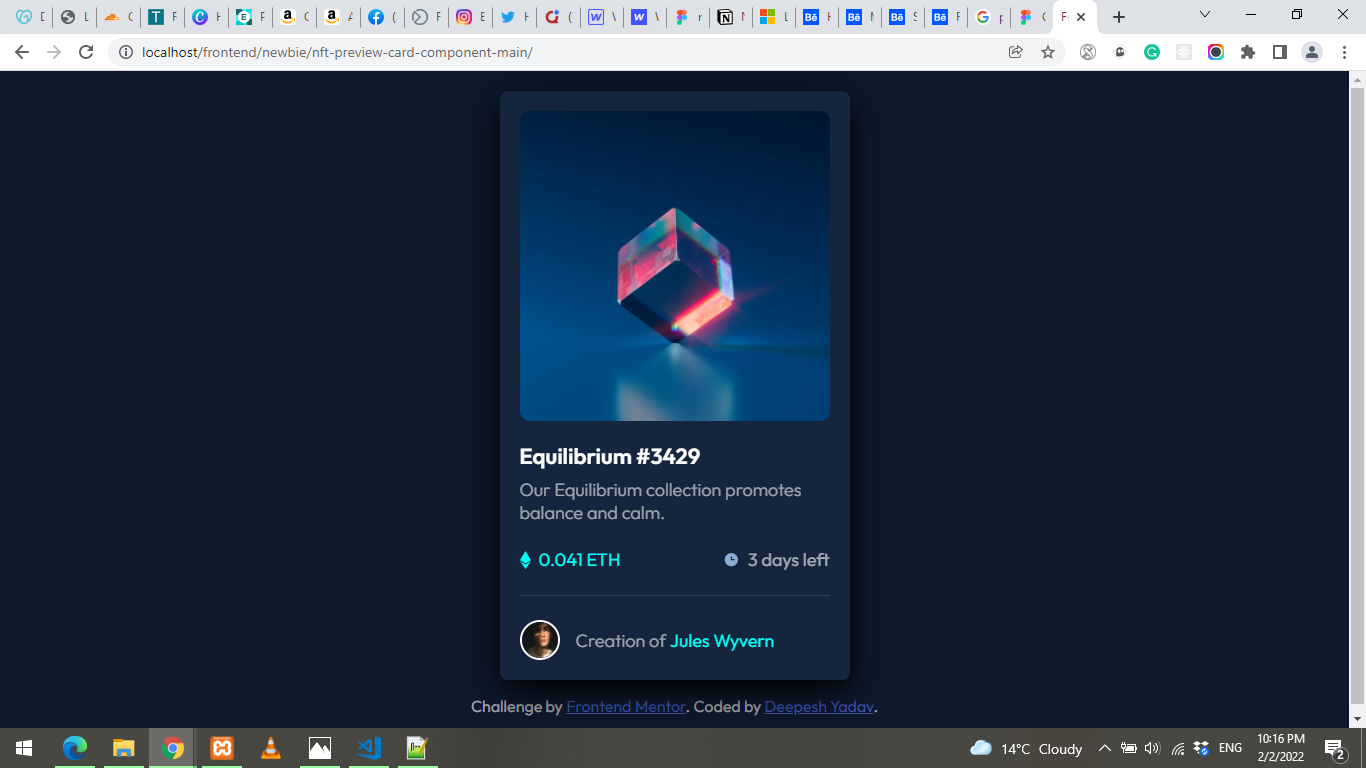 localhost/frontend/newbie/nft-preview-card-component-main/
Equilibrium #3429
Our Equilibrium collection promotes
balance and calm.
0.041 ETH
3 days left
Creation of Jules Wyvern
Challenge by Frontend Mentor. Coded by Deepesh Yadav.
14°C Cloudy
ENG
10:16 PM
2/2/2022
2